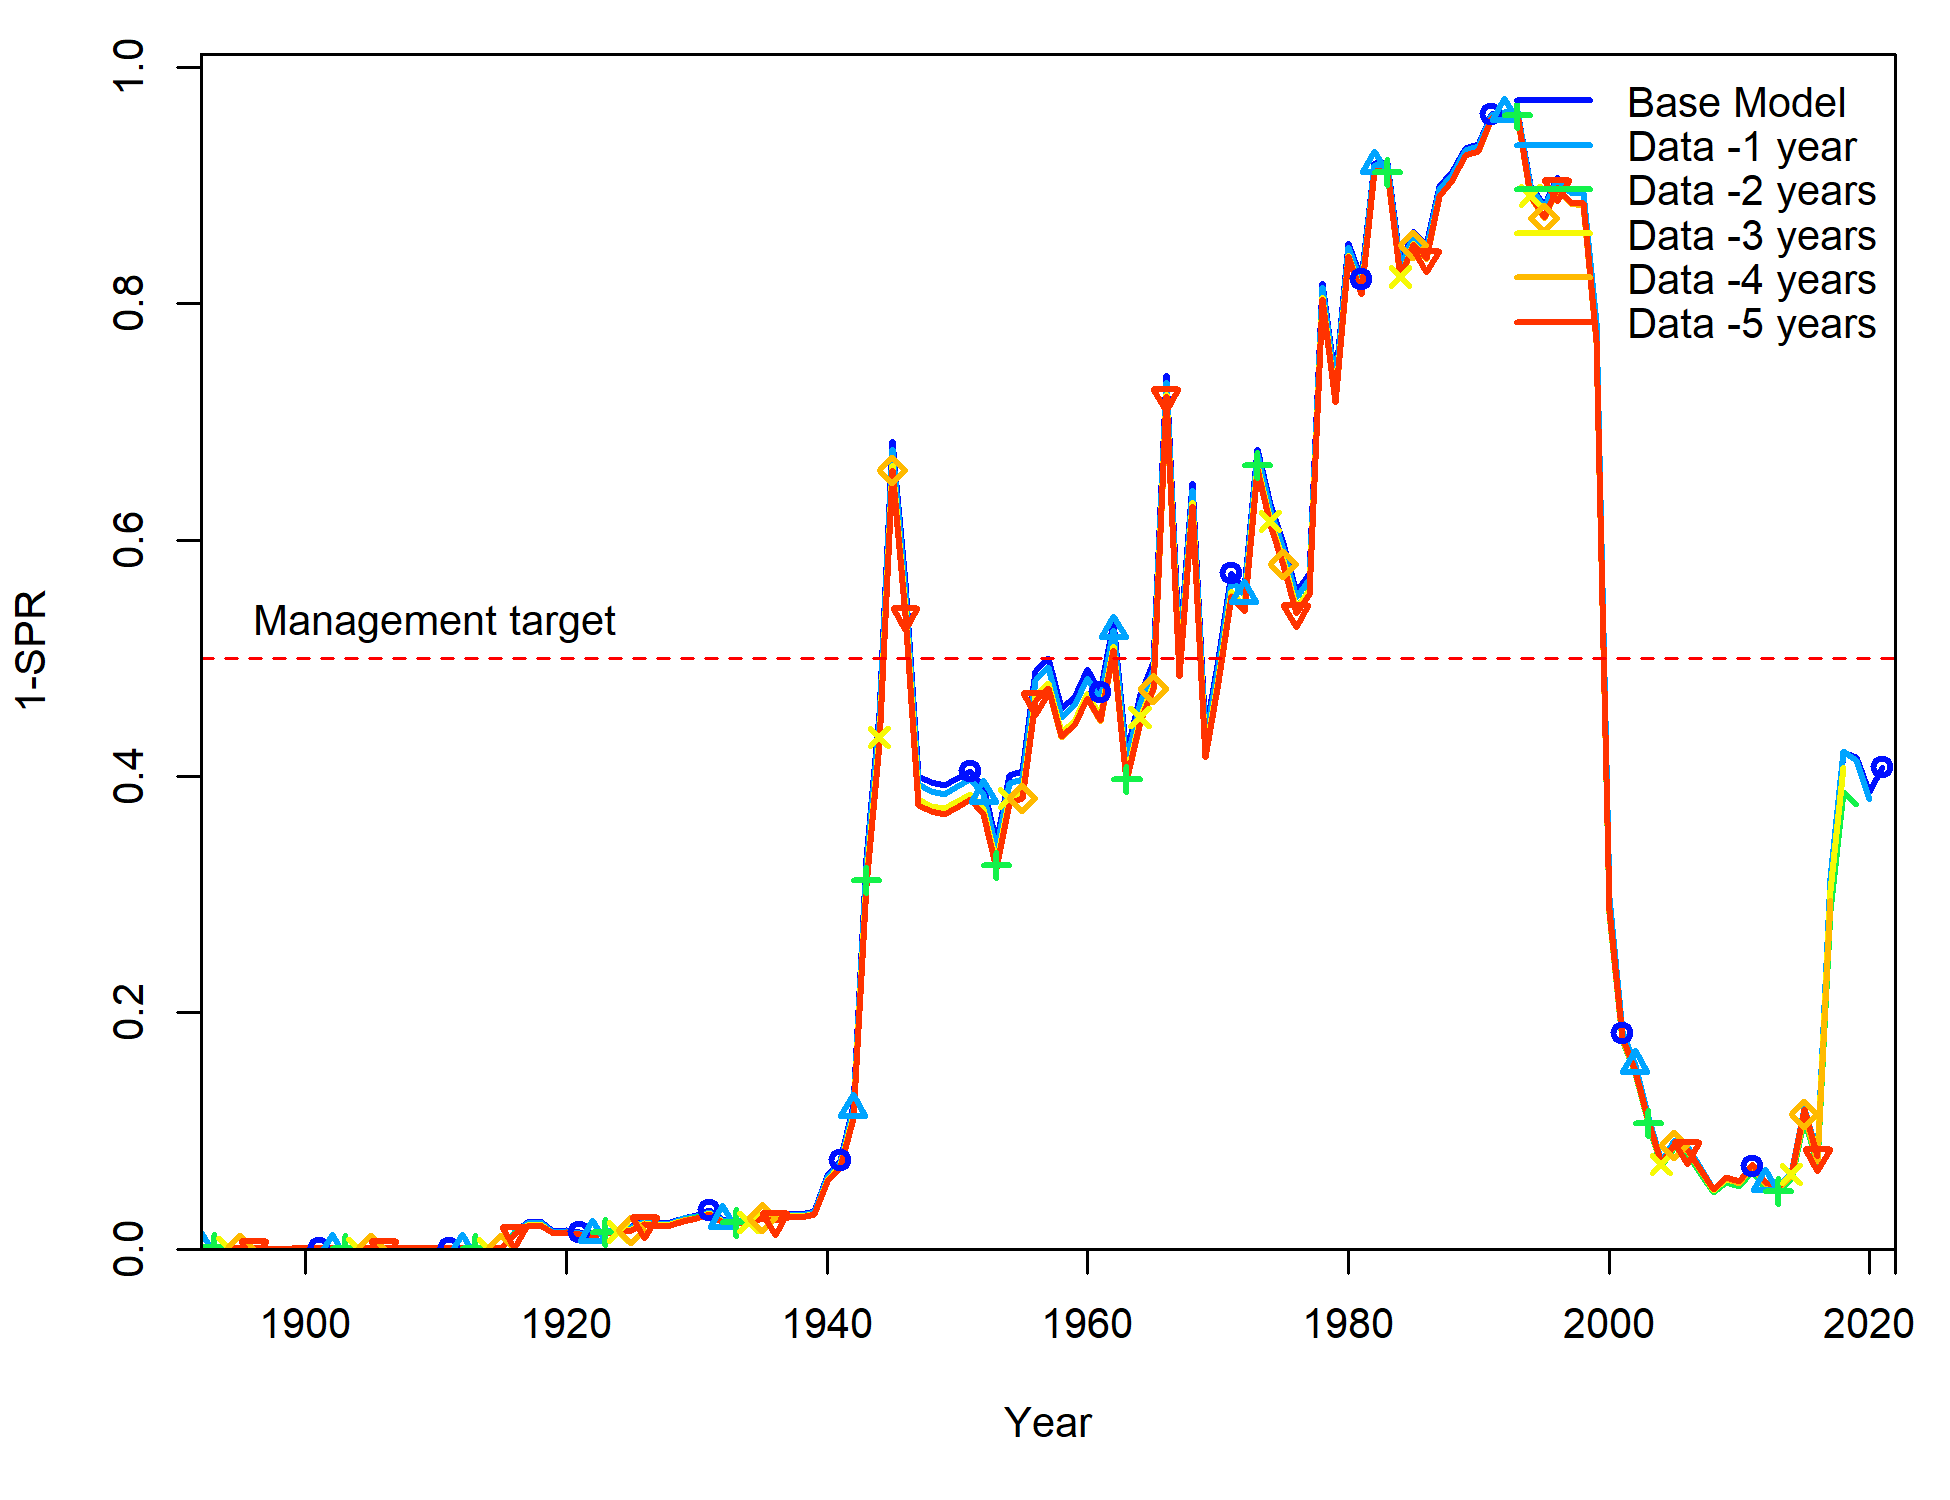 1.0
0.8
0.6
0.4
0.2
0.0
1-SPR
Management target
Base Model
Data -1 year
Data -2 years
Data -3 years
Data -4 years
Data -5 years
1900 1920 1940 1960 1980 2000 2020
Year